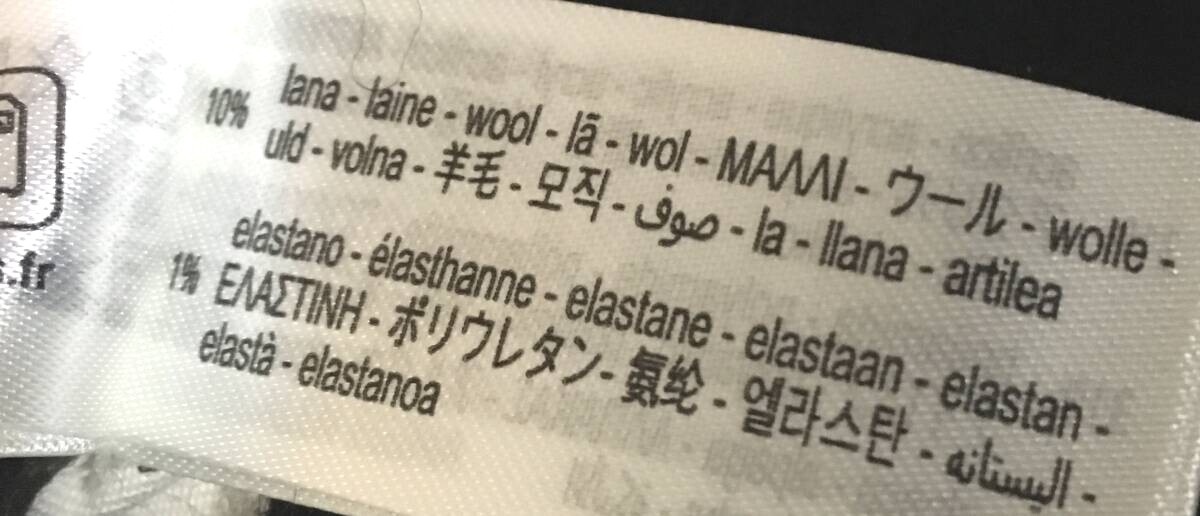 10% lana - laine - wool - lã - wol - ΜΑΛΛΙ - ウール - wolle -
uld - volna - 羊毛 - 모직 - صوف - la - llana - artilea
elastano - élasthanne - elastane - elastaan - elastan -
1% ΕΛΑΣΤΙΝΗ - ポリウレタン - 氨纶 - 엘라스탄 - اليستانه -
elastà - elastanoa
.fr